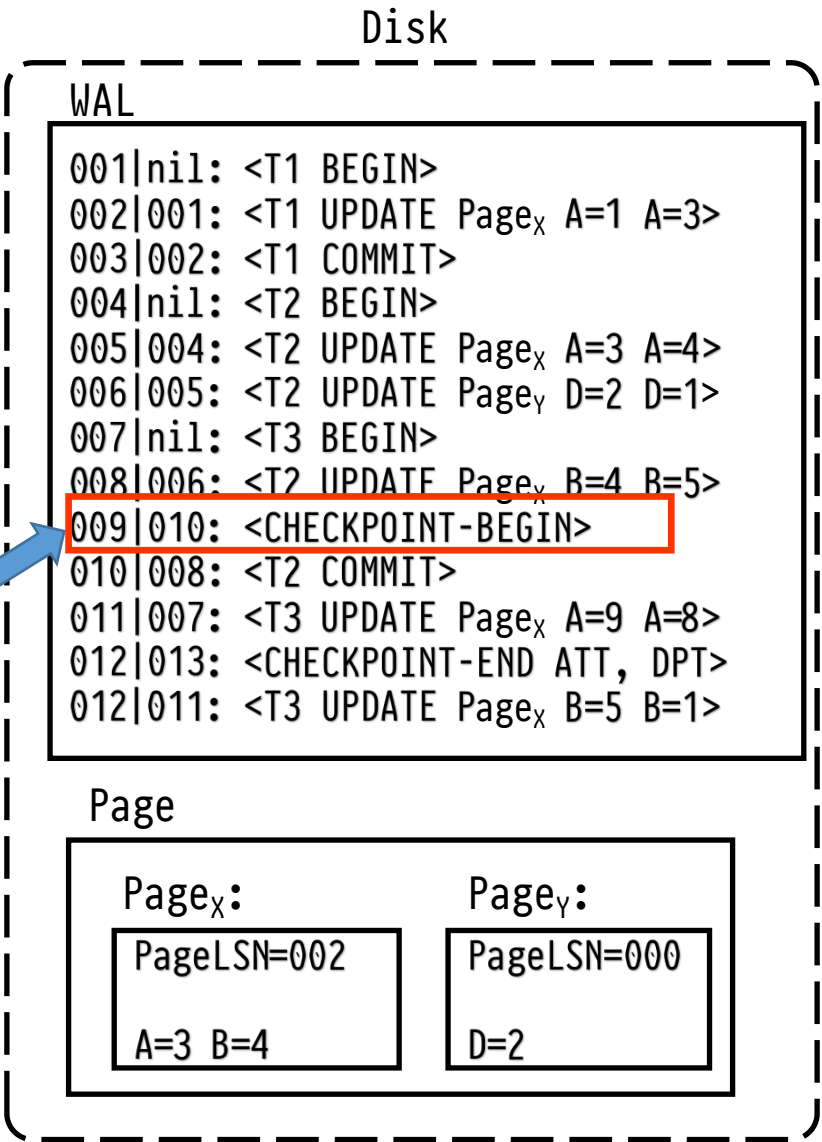 Disk
WAL
001|nil: <T1 BEGIN>
002|001: <T1 UPDATE PageX A=1 A=3>
003|002: <T1 COMMIT>
004|nil: <T2 BEGIN>
005|004: <T2 UPDATE PageX A=3 A=4>
006|005: <T2 UPDATE PageY D=2 D=1>
007|nil: <T3 BEGIN>
008|006: <T2 UPDATE PageX B=4 B=5>
009|010: <CHECKPOINT-BEGIN>
010|008: <T2 COMMIT>
011|007: <T3 UPDATE PageX A=9 A=8>
012|013: <CHECKPOINT-END ATT, DPT>
012|011: <T3 UPDATE PageX B=5 B=1>
Page
PageX: PageY:
PageLSN=002 PageLSN=000
A=3 B=4 D=2